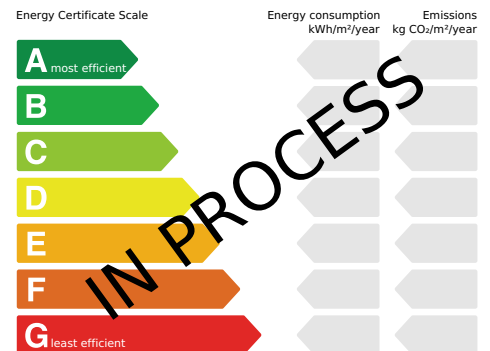 Energy Certificate Scale
Energy consumption
kWh/m²/year
Emissions
kg CO₂/m²/year
A most efficient
B
C
D
E
F
G least efficient
IN PROCESS